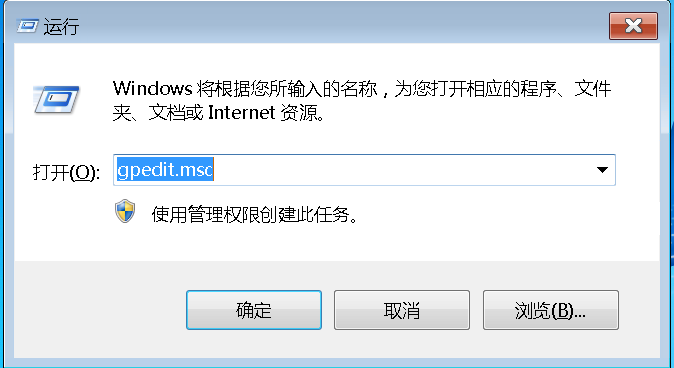 运行
Windows 将根据您所输入的名称，为您打开相应的程序、文件
夹、文档或 Internet 资源。
打开(O): gpedit.msc
使用管理权限创建此任务。
确定 取消 浏览(B)...